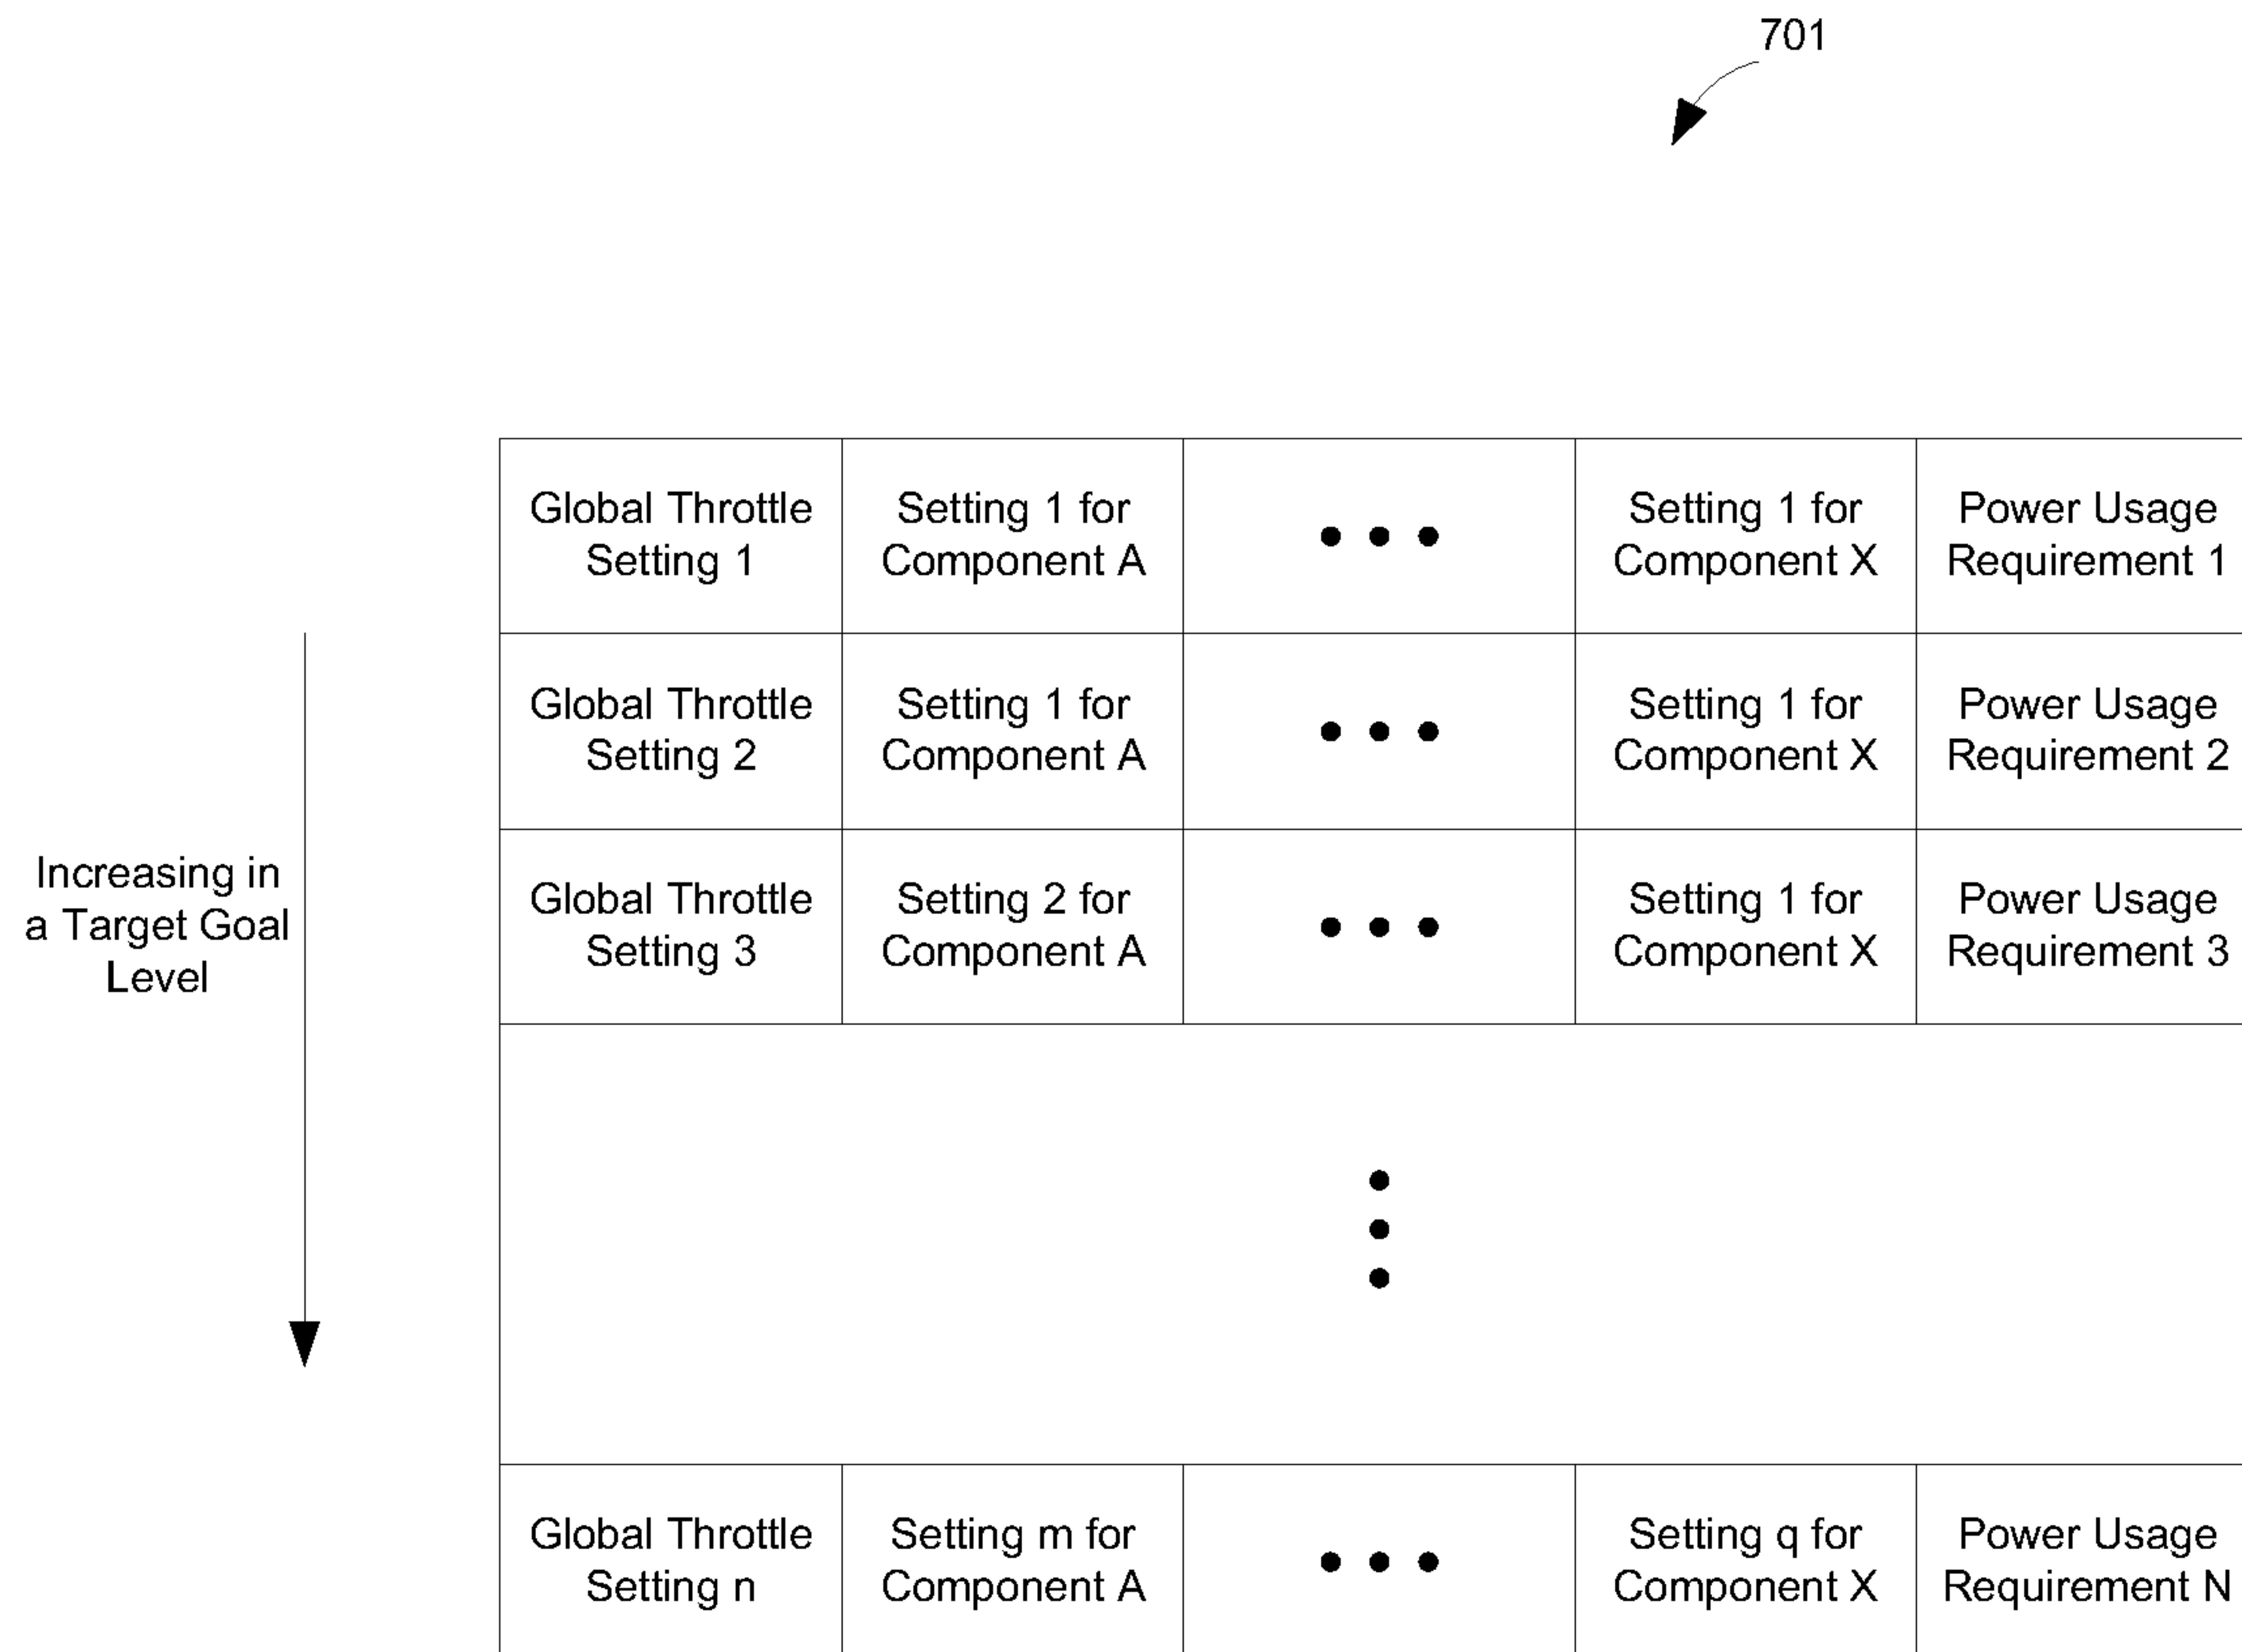 701
Global Throttle
Setting 1
Setting 1 for
Component A
Setting 1 for
Component X
Power Usage
Requirement 1
Global Throttle
Setting 2
Setting 1 for
Component A
Setting 1 for
Component X
Power Usage
Requirement 2
Increasing in
a Target Goal
Level
Global Throttle
Setting 3
Setting 2 for
Component A
Setting 1 for
Component X
Power Usage
Requirement 3
Global Throttle
Setting n
Setting m for
Component A
Setting q for
Component X
Power Usage
Requirement N